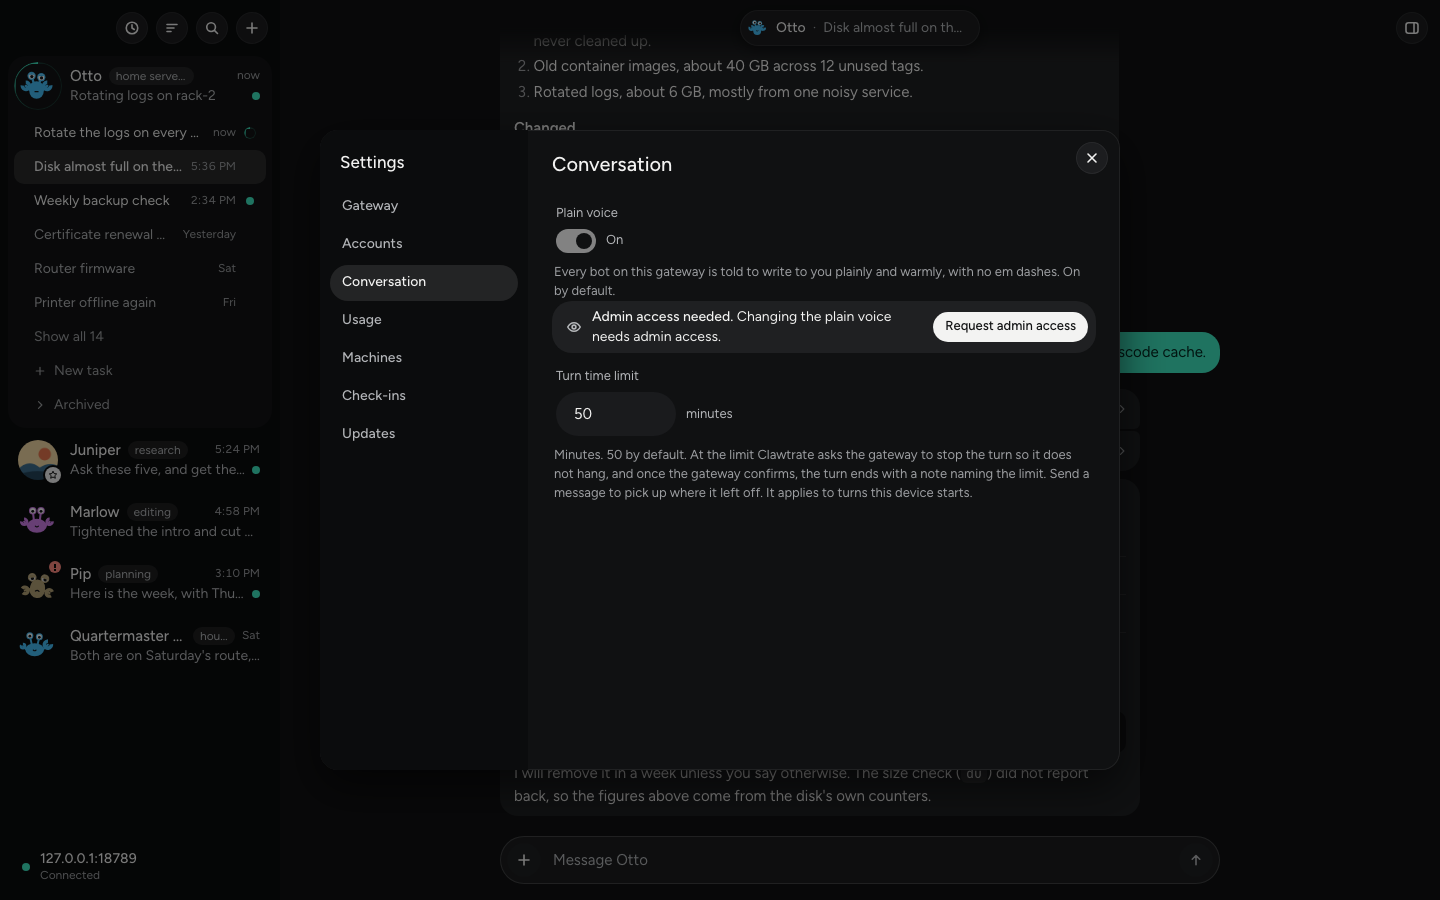 Otto · Disk almost full on th...
Otto home serve... now
Rotating logs on rack-2
Rotate the logs on every ... now
Disk almost full on the... 5:36 PM
Weekly backup check 2:34 PM
Certificate renewal ... Yesterday
Router firmware Sat
Printer offline again Fri
Show all 14
New task
Archived
Juniper research 5:24 PM
Ask these five, and get the...
Marlow editing 4:58 PM
Tightened the intro and cut ...
Pip planning 3:10 PM
Here is the week, with Thu...
Quartermaster ... hou... Sat
Both are on Saturday's route,...
127.0.0.1:18789
Connected
never cleaned up.
2. Old container images, about 40 GB across 12 unused tags.
3. Rotated logs, about 6 GB, mostly from one noisy service.
Changed
Settings
Gateway
Accounts
Conversation
Usage
Machines
Check-ins
Updates
Conversation
Plain voice
On
Every bot on this gateway is told to write to you plainly and warmly, with no em dashes. On
by default.
Admin access needed. Changing the plain voice
needs admin access.
Request admin access
Turn time limit
50 minutes
Minutes. 50 by default. At the limit Clawtrate asks the gateway to stop the turn so it does
not hang, and once the gateway confirms, the turn ends with a note naming the limit. Send a
message to pick up where it left off. It applies to turns this device starts.
scode cache.
I will remove it in a week unless you say otherwise. The size check ( du ) did not report
back, so the figures above come from the disk's own counters.
Message Otto